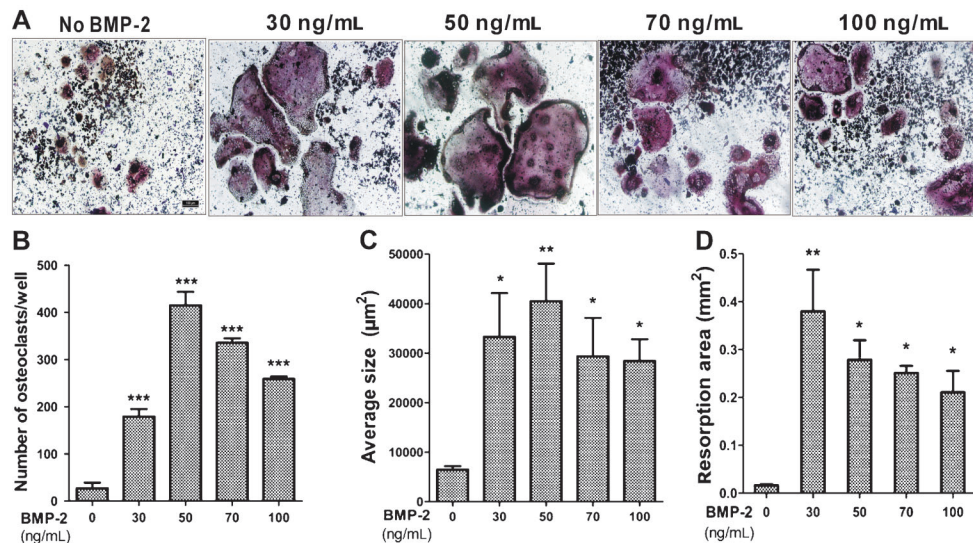 A
No BMP-2
30 ng/mL
50 ng/mL
70 ng/mL
100 ng/mL
B
Number of osteoclasts/well
500
400
300
200
100
0
***
***
***
***
BMP-2 0 30 50 70 100
(ng/mL)
C
Average size (µm²)
50000
40000
30000
20000
10000
0
*
**
*
*
BMP-2 0 30 50 70 100
(ng/mL)
D
Resorption area (mm²)
0.5
0.4
0.3
0.2
0.1
0.0
**
*
*
*
BMP-2 0 30 50 70 100
(ng/mL)